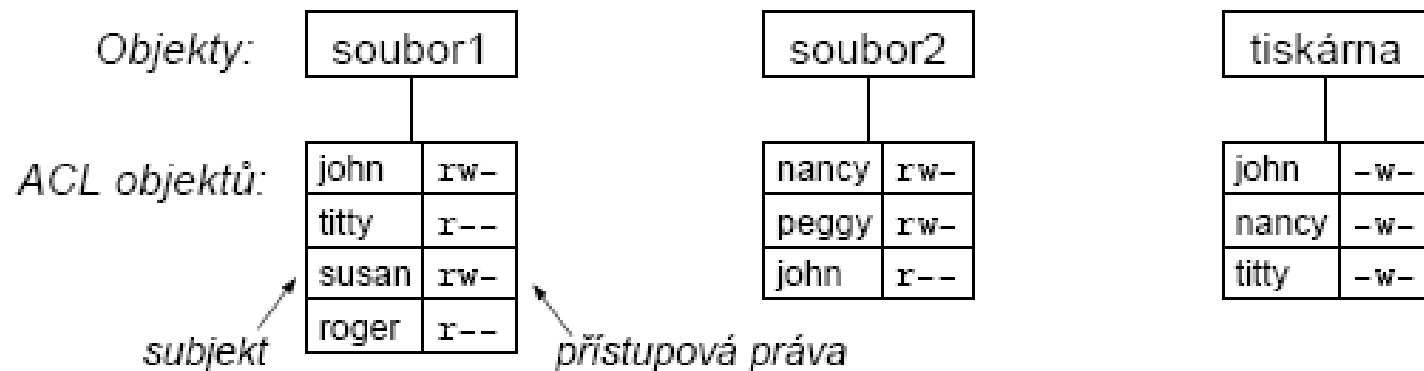 Objekty: soubor1 soubor2 tiskárna
ACL objektů: john rw- nancy rw- john -w-
titty r-- peggy rw- nancy -w-
susan rw- john r-- titty -w-
roger r--
subjekt přístupová práva